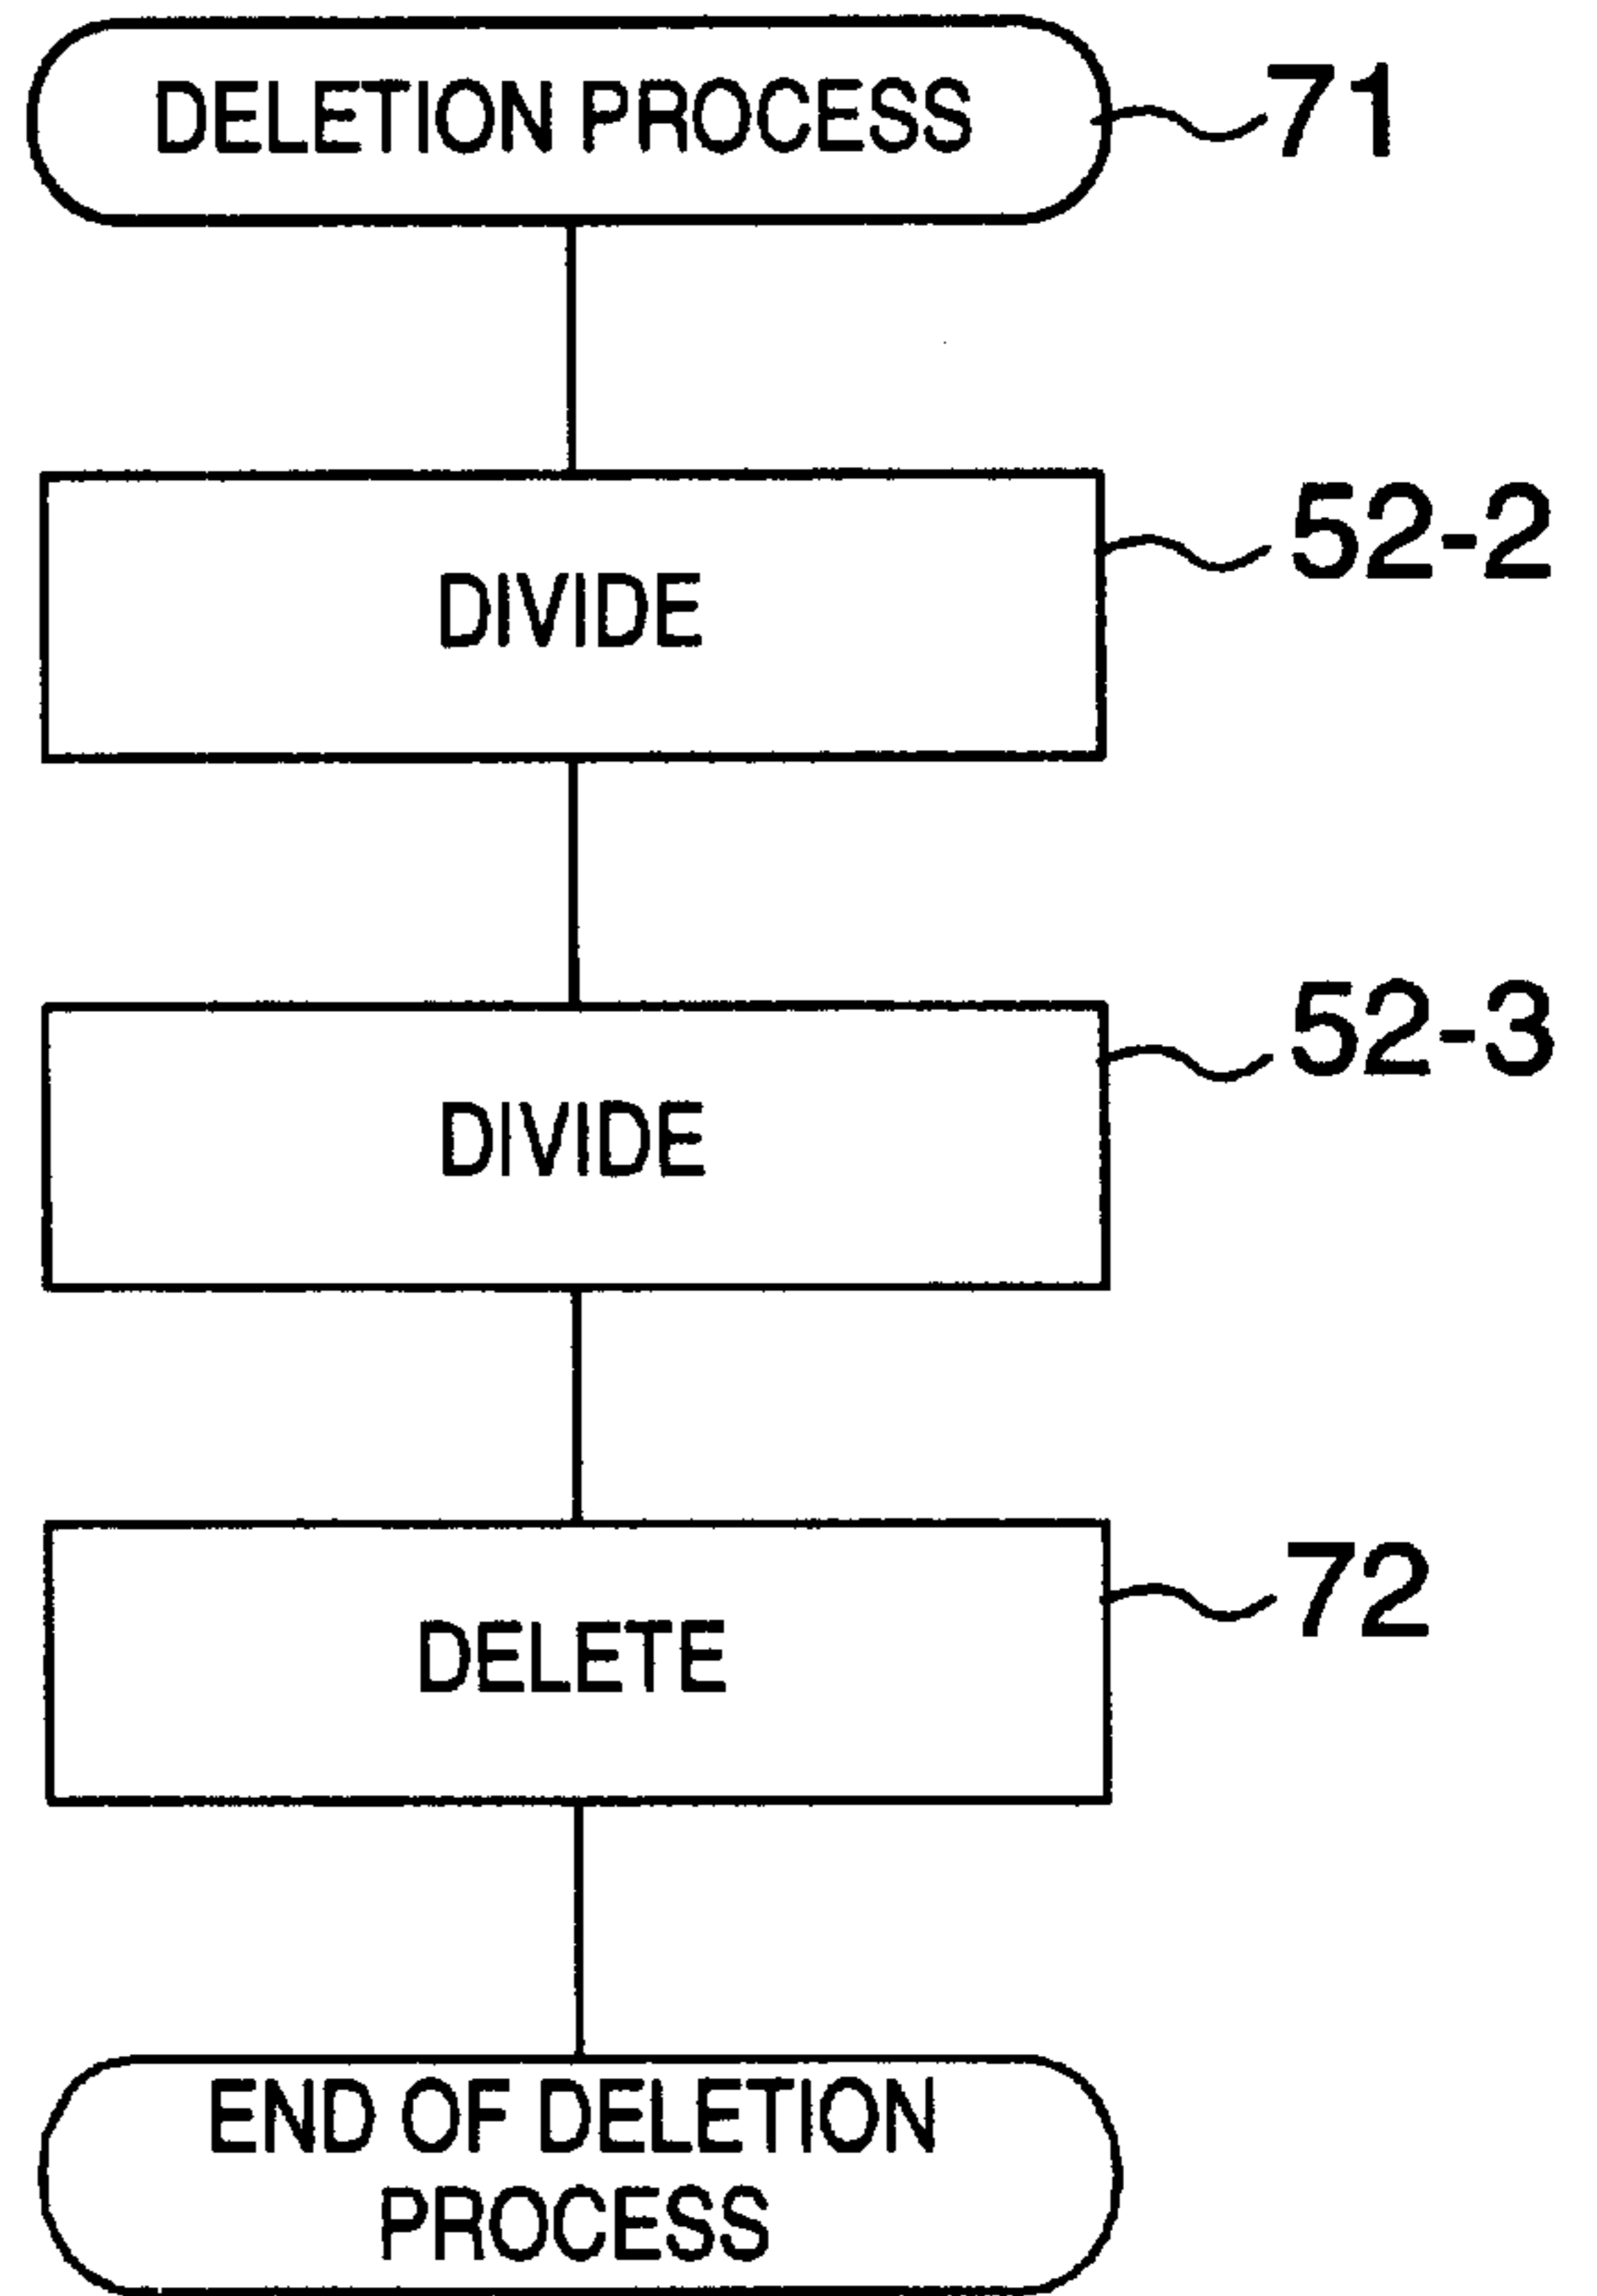 DELETION PROCESS
71
DIVIDE
52-2
DIVIDE
52-3
DELETE
72
END OF DELETION
PROCESS